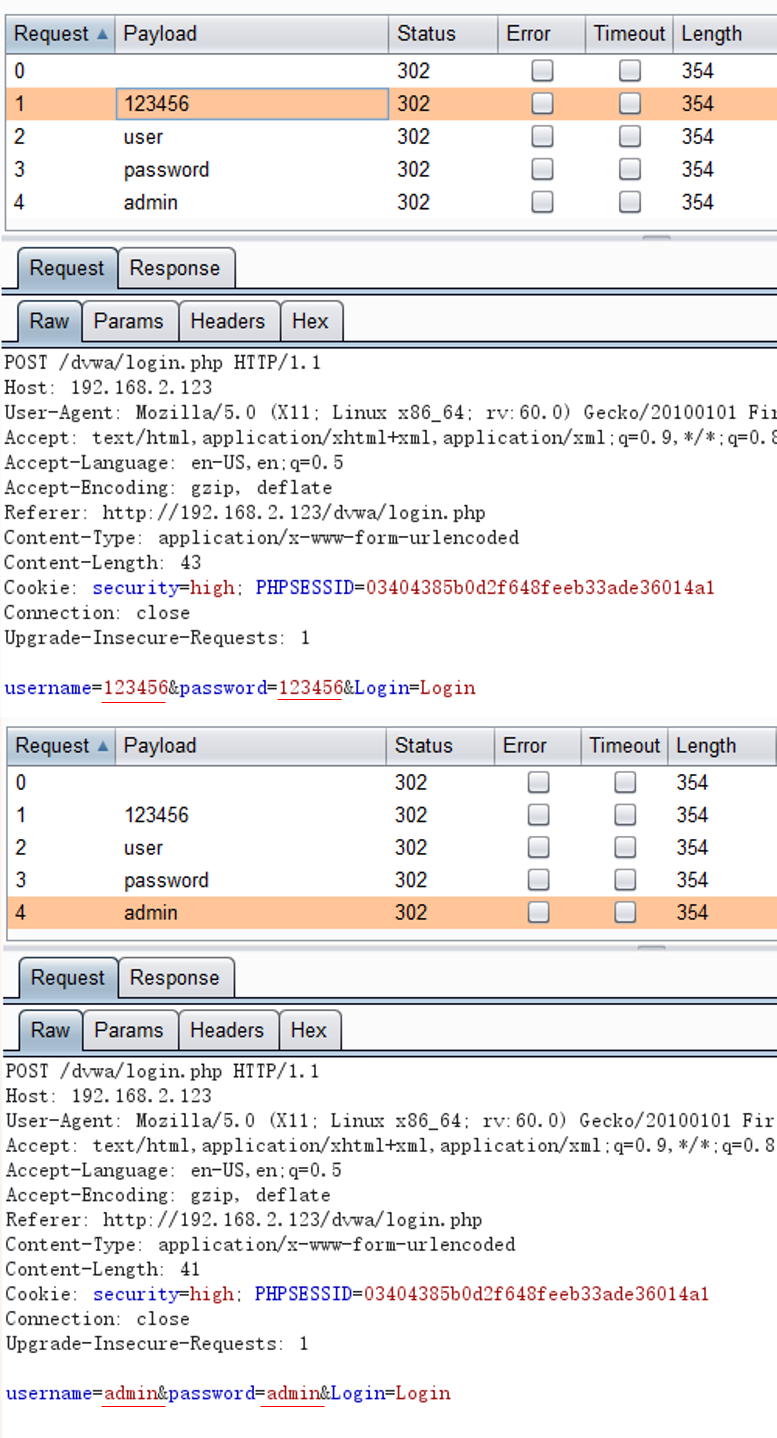 Request Payload Status Error Timeout Length
0 302 354
1 123456 302 354
2 user 302 354
3 password 302 354
4 admin 302 354
Request Response
Raw Params Headers Hex
POST /dvwa/login.php HTTP/1.1
Host: 192.168.2.123
User-Agent: Mozilla/5.0 (X11; Linux x86_64; rv:60.0) Gecko/20100101 Fir
Accept: text/html,application/xhtml+xml,application/xml;q=0.9,*/*;q=0.8
Accept-Language: en-US,en;q=0.5
Accept-Encoding: gzip, deflate
Referer: http://192.168.2.123/dvwa/login.php
Content-Type: application/x-www-form-urlencoded
Content-Length: 43
Cookie: security=high; PHPSESSID=03404385b0d2f648feeb33ade36014a1
Connection: close
Upgrade-Insecure-Requests: 1
username=123456&password=123456&Login=Login
Request Payload Status Error Timeout Length
0 302 354
1 123456 302 354
2 user 302 354
3 password 302 354
4 admin 302 354
Request Response
Raw Params Headers Hex
POST /dvwa/login.php HTTP/1.1
Host: 192.168.2.123
User-Agent: Mozilla/5.0 (X11; Linux x86_64; rv:60.0) Gecko/20100101 Fir
Accept: text/html,application/xhtml+xml,application/xml;q=0.9,*/*;q=0.8
Accept-Language: en-US,en;q=0.5
Accept-Encoding: gzip, deflate
Referer: http://192.168.2.123/dvwa/login.php
Content-Type: application/x-www-form-urlencoded
Content-Length: 41
Cookie: security=high; PHPSESSID=03404385b0d2f648feeb33ade36014a1
Connection: close
Upgrade-Insecure-Requests: 1
username=admin&password=admin&Login=Login